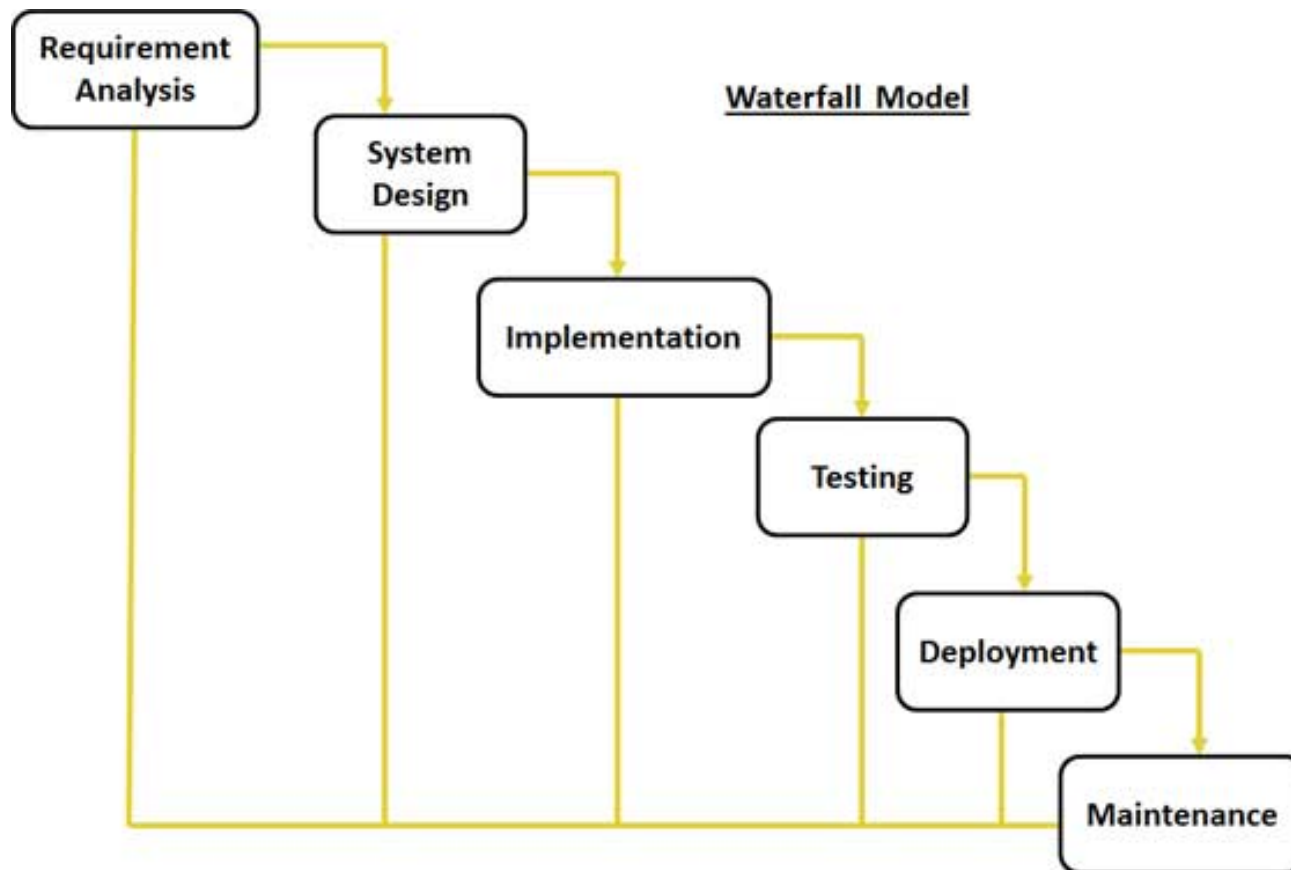 Requirement
Analysis
Waterfall Model
System
Design
Implementation
Testing
Deployment
Maintenance